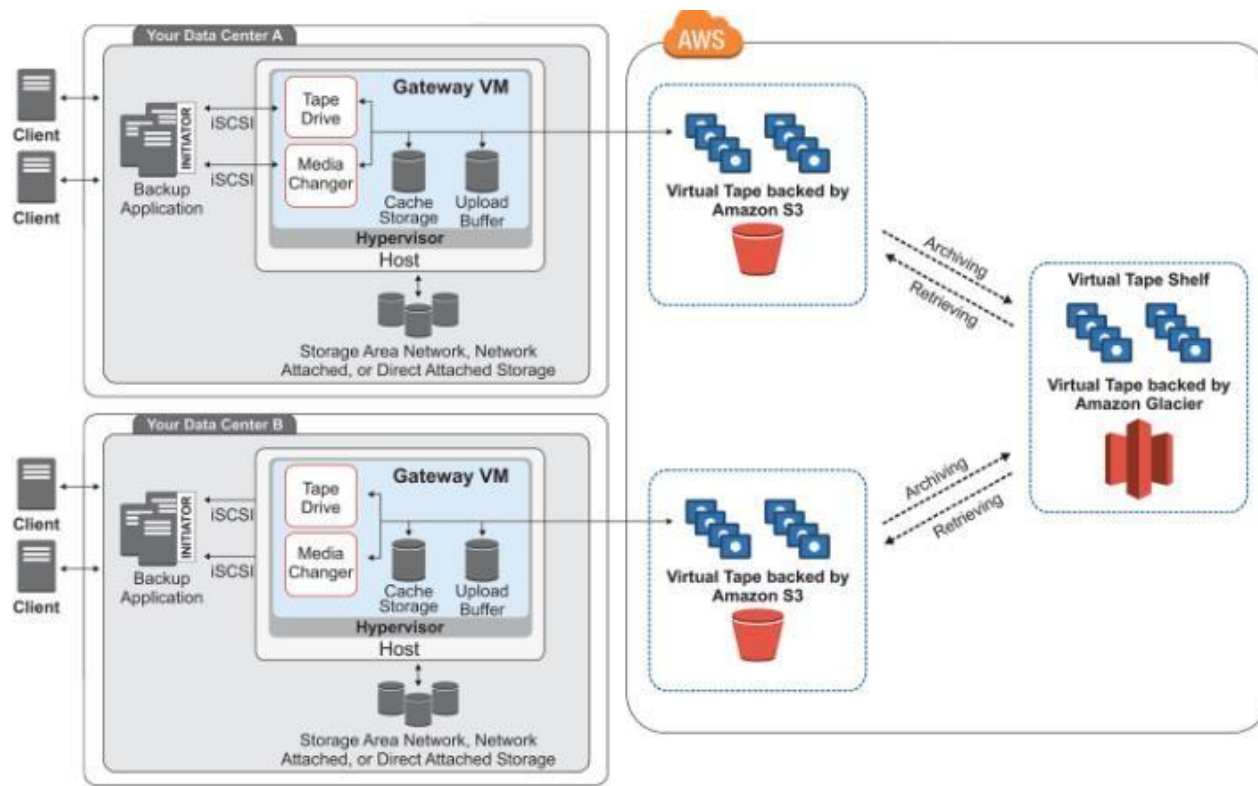 Your Data Center A
Client
Client
Backup
Application
INITIATOR
iSCSI
iSCSI
Gateway VM
Tape
Drive
Media
Changer
Cache
Storage
Upload
Buffer
Hypervisor
Host
Storage Area Network, Network
Attached, or Direct Attached Storage
Your Data Center B
Client
Client
Backup
Application
INITIATOR
iSCSI
iSCSI
Gateway VM
Tape
Drive
Media
Changer
Cache
Storage
Upload
Buffer
Hypervisor
Host
Storage Area Network, Network
Attached, or Direct Attached Storage
AWS
Virtual Tape backed by
Amazon S3
Archiving
Retrieving
Virtual Tape Shelf
Virtual Tape backed by
Amazon Glacier
Archiving
Retrieving
Virtual Tape backed by
Amazon S3